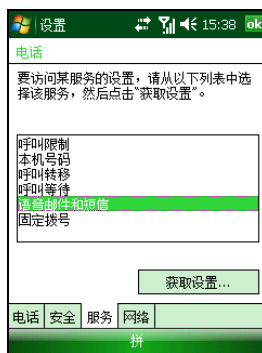 设置 15:38 ok
电话
要访问某服务的设置，请从以下列表中选
择该服务，然后点击"获取设置"。
呼叫限制
本机号码
呼叫转移
呼叫等待
语音邮件和短信
固定拨号
获取设置...
电话 安全 服务 网络
拼